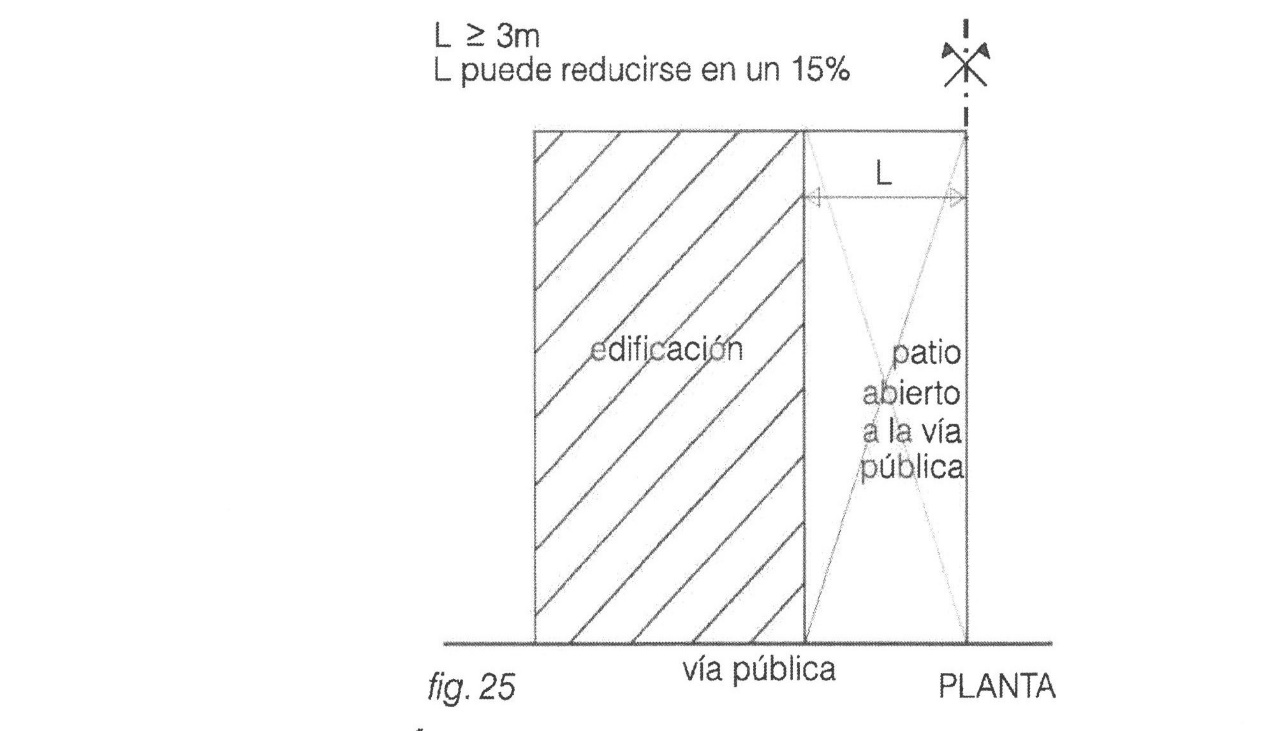 L ≥ 3m
L puede reducirse en un 15%
L
edificación
patio
abierto
a la vía
pública
vía pública
fig. 25
PLANTA